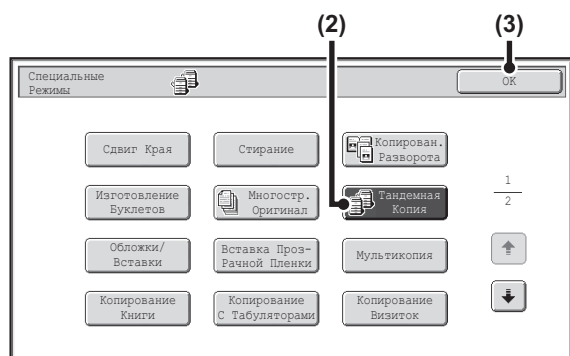 (2)
(3)
Специальные
Режимы
OK
Сдвиг Края
Стирание
Копирован.
Разворота
Изготовление
Буклетов
Многостр.
Оригинал
Тандемная
Копия
1
2
Обложки/
Вставки
Вставка Проз-
Рачной Пленки
Мультикопия
Копирование
Книги
Копирование
С Табуляторами
Копирование
Визиток